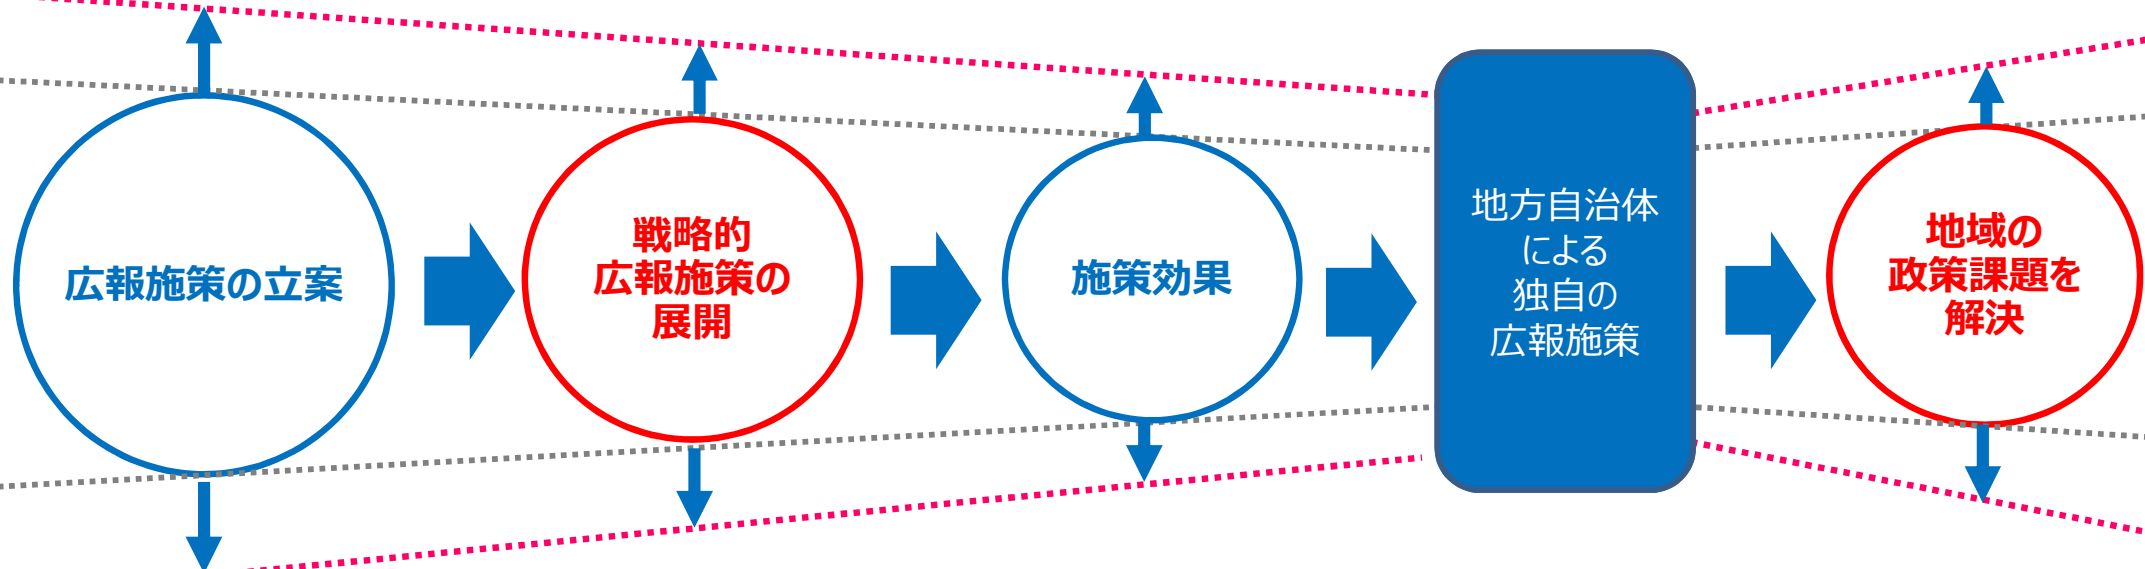 広報施策の立案
戦略的
広報施策の
展開
施策効果
地方自治体
による
独自の
広報施策
地域の
政策課題を
解決